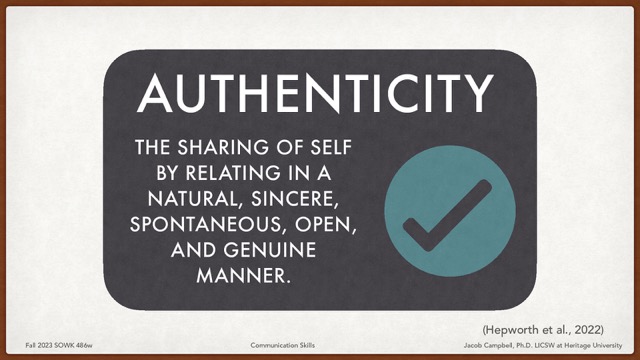 AUTHENTICITY
THE SHARING OF SELF
BY RELATING IN A
NATURAL, SINCERE,
SPONTANEOUS, OPEN,
AND GENUINE
MANNER.
(Hepworth et al., 2022)
Fall 2023 SOWK 486w
Communication Skills
Jacob Campbell, Ph.D. LICSW at Heritage University